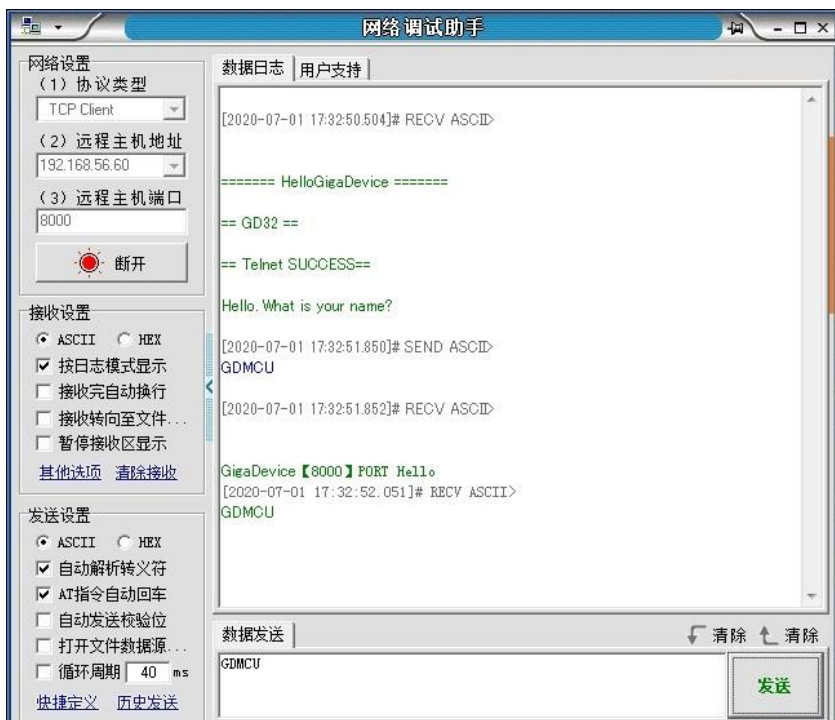 网络调试助手
网络设置
（1）协议类型
TCP Client
（2）远程主机地址
192.168.56.60
（3）远程主机端口
8000
断开
接收设置
ASCII HEX
按日志模式显示
接收完自动换行
接收转向至文件...
暂停接收区显示
其他选项 清除接收
发送设置
ASCII HEX
自动解析转义符
AT指令自动回车
自动发送校验位
打开文件数据源...
循环周期 40 ms
快捷定义 历史发送
数据日志 用户支持
[2020-07-01 17:32:50.504]# RECV ASCII>
======= HelloGigaDevice =======
== GD32 ==
== Telnet SUCCESS==
Hello. What is your name?
[2020-07-01 17:32:51.850]# SEND ASCII>
GDMCU
[2020-07-01 17:32:51.852]# RECV ASCII>
GigaDevice【8000】PORT Hello
[2020-07-01 17:32:52.051]# RECV ASCII>
GDMCU
数据发送 清除 清除
GDMCU
发送